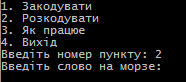 1. Закодувати
2. Розкодувати
3. Як працює
4. Вихід
Введіть номер пункту: 2
Введіть слово на морзе: